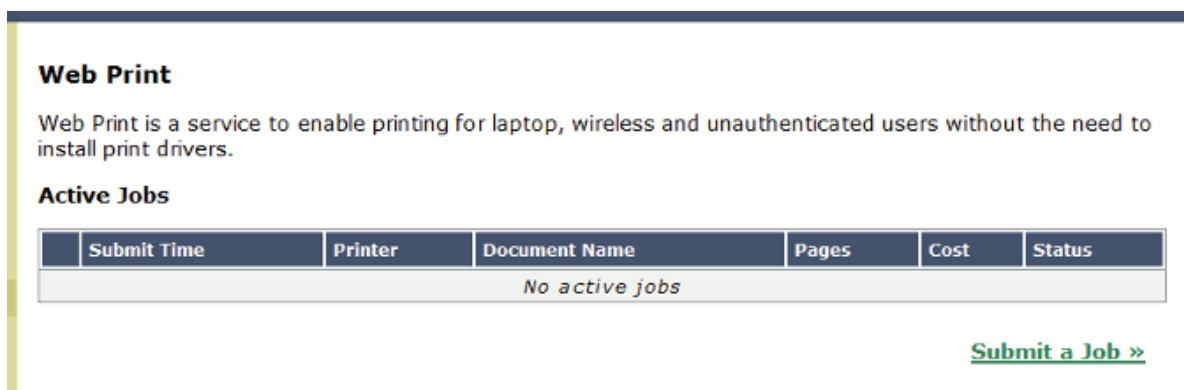 Web Print
Web Print is a service to enable printing for laptop, wireless and unauthenticated users without the need to
install print drivers.
Active Jobs
Submit Time Printer Document Name Pages Cost Status
No active jobs
Submit a Job »